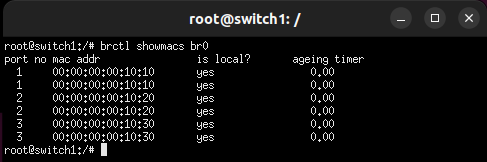 root@switch1: /
root@switch1:/# brctl showmacs br0
port no mac addr is local? ageing timer
1 00:00:00:00:10:10 yes 0.00
1 00:00:00:00:10:10 yes 0.00
2 00:00:00:00:10:20 yes 0.00
2 00:00:00:00:10:20 yes 0.00
3 00:00:00:00:10:30 yes 0.00
3 00:00:00:00:10:30 yes 0.00
root@switch1:/#